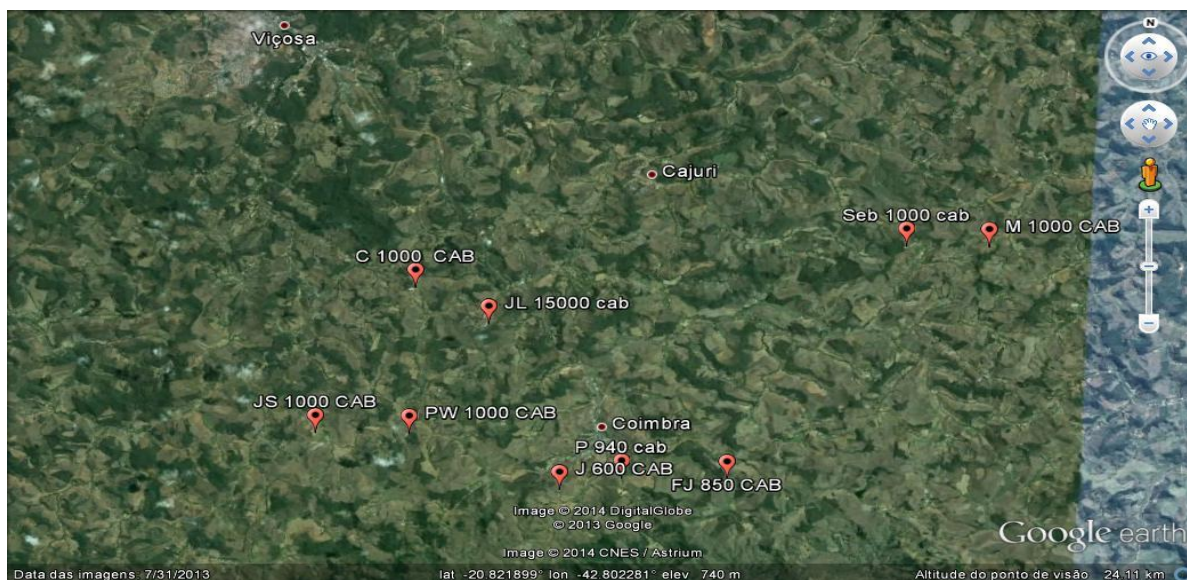 N
Viçosa
Cajuri
Seb 1000 cab
M 1000 CAB
C 1000 CAB
JL 15000 cab
JS 1000 CAB
PW 1000 CAB
Coimbra
P 940 cab
J 600 CAB
FJ 850 CAB
Image © 2014 DigitalGlobe
© 2013 Google
Google earth
Image © 2014 CNES / Astrium
Data das imagens 7/31/2013 lat -20.821899° lon -42.802281° elev 740 m Altitude do ponto de visão 24.11 km